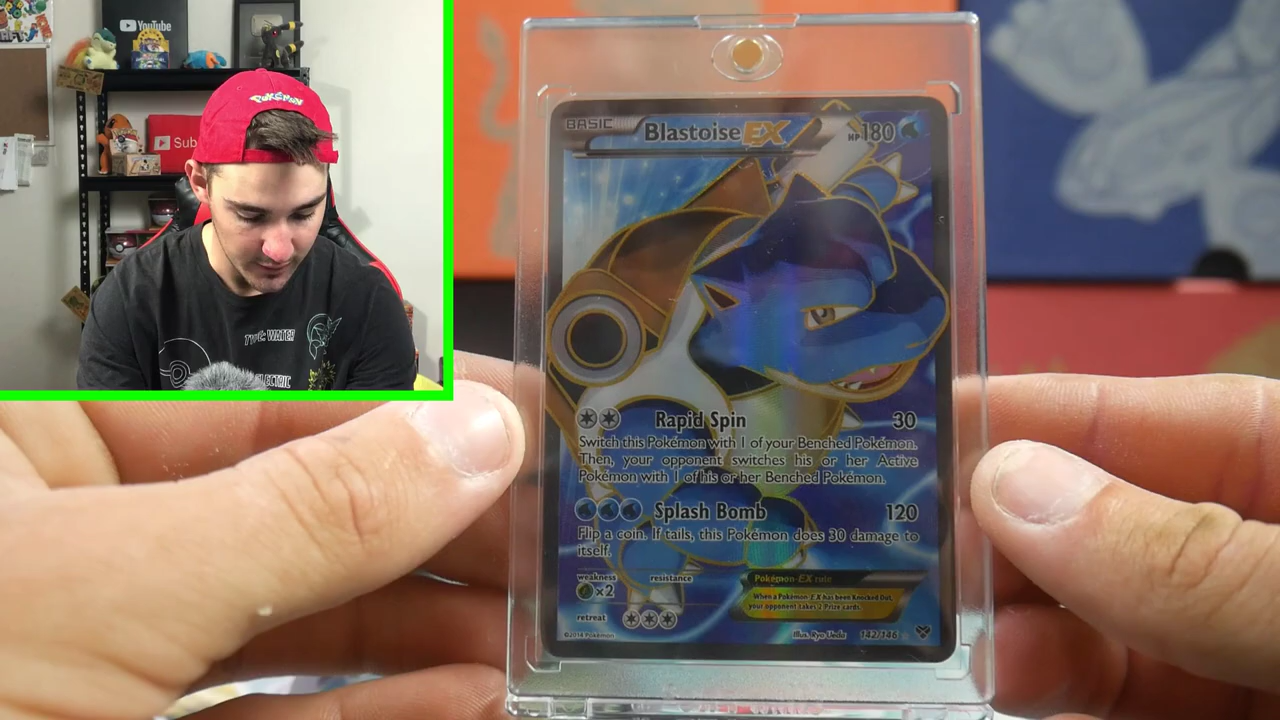 YouTube
Sub
Pokémon
TYPE: WATER
ELECTRIC
BASIC Blastoise EX HP180
Rapid Spin 30
Switch this Pokémon with 1 of your Benched Pokémon.
Then, your opponent switches his or her Active
Pokémon with 1 of his or her Benched Pokémon.
Splash Bomb 120
Flip a coin. If tails, this Pokémon does 30 damage to
itself.
weakness resistance
×2
Pokémon-EX rule
When a Pokémon-EX has been Knocked Out,
your opponent takes 2 Prize cards.
retreat
©2014 Pokémon Illus. Ryo Ueda 142/146